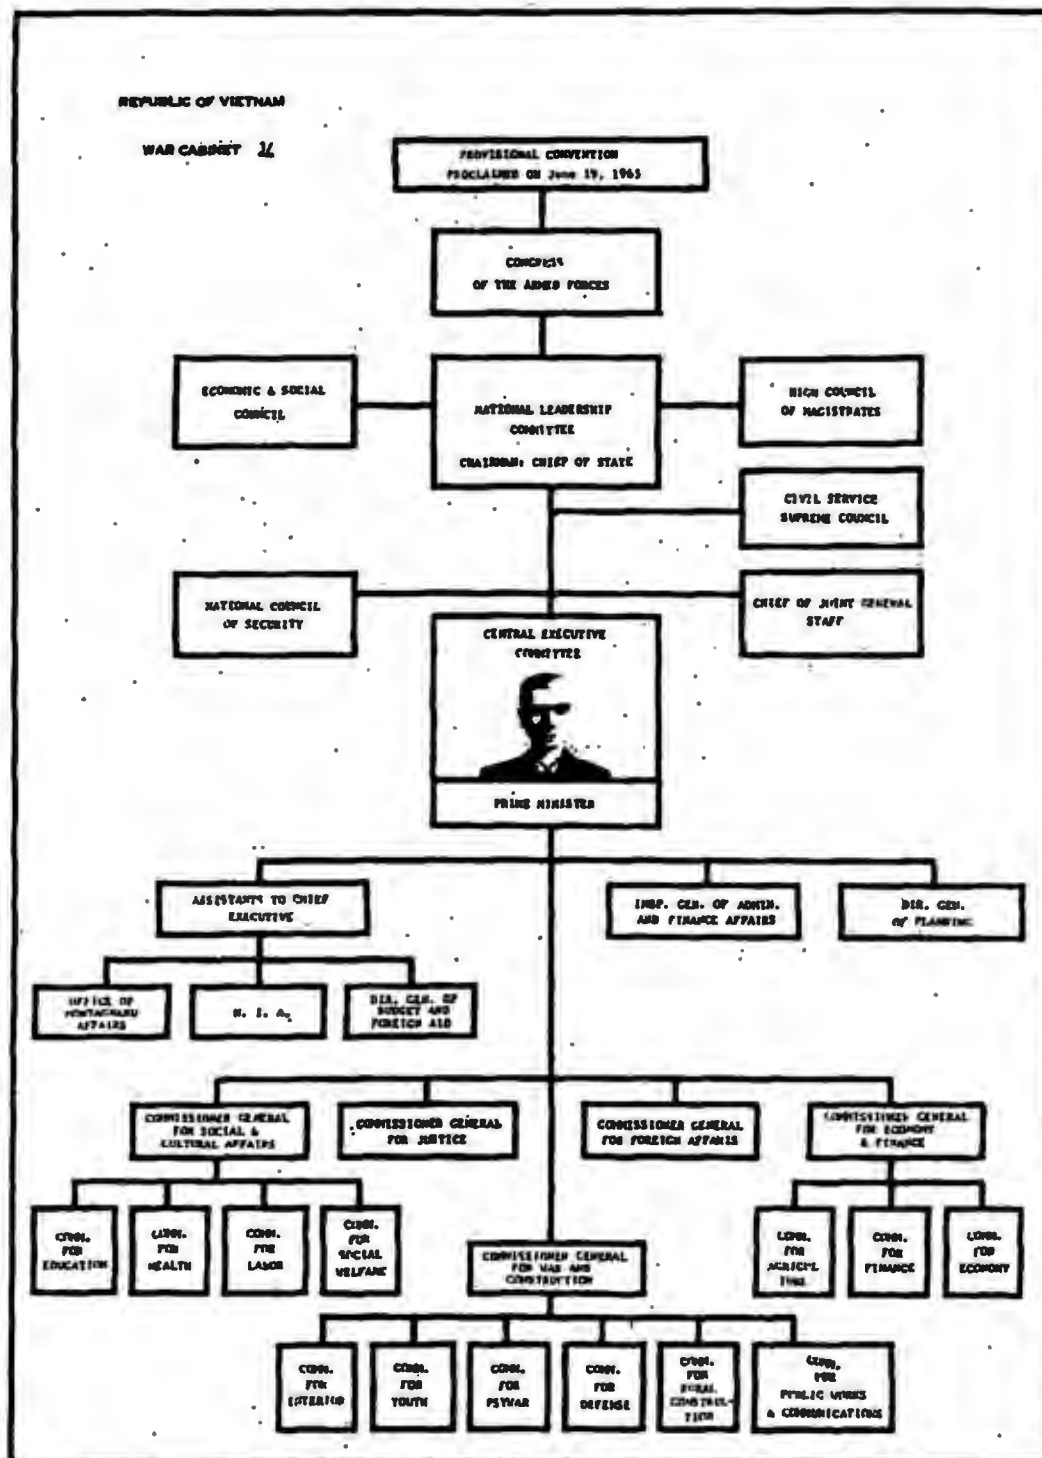 REPUBLIC OF VIETNAM
WAR CABINET
PROVISIONAL CONVENTION
PROCLAIMED ON June 19, 1965
CONGRESS
OF THE ARMED FORCES
ECONOMIC & SOCIAL
COUNCIL
NATIONAL LEADERSHIP
COMMITTEE
CHAIRMAN: CHIEF OF STATE
HIGH COUNCIL
OF MAGISTRATES
CIVIL SERVICE
SUPREME COUNCIL
NATIONAL COUNCIL
OF SECURITY
CHIEF OF JOINT GENERAL
STAFF
CENTRAL EXECUTIVE
COMMITTEE
PRIME MINISTER
ASSISTANTS TO CHIEF
EXECUTIVE
INSP. GEN. OF ADMIN.
AND FINANCE AFFAIRS
DIR. GEN.
OF PLANNING
OFFICE OF
MONTAGNARD
AFFAIRS
N. I. A.
DIR. GEN. OF
BUDGET AND
FOREIGN AID
COMMISSIONER GENERAL
FOR SOCIAL &
CULTURAL AFFAIRS
COMMISSIONER GENERAL
FOR JUSTICE
COMMISSIONER GENERAL
FOR FOREIGN AFFAIRS
COMMISSIONER GENERAL
FOR ECONOMY
& FINANCE
COMM.
FOR
EDUCATION
COMM.
FOR
HEALTH
COMM.
FOR
LABOR
COMM.
FOR
SOCIAL
WELFARE
COMMISSIONER GENERAL
FOR WAR AND
CONSTRUCTION
COMM.
FOR
AGRICUL
TURE
COMM.
FOR
FINANCE
COMM.
FOR
ECONOMY
COMM.
FOR
INTERIOR
COMM.
FOR
YOUTH
COMM.
FOR
PSYWAR
COMM.
FOR
DEFENSE
COMM.
FOR
RURAL
CONSTRUC-
TION
COMM.
FOR
PUBLIC WORKS
& COMMUNICATIONS